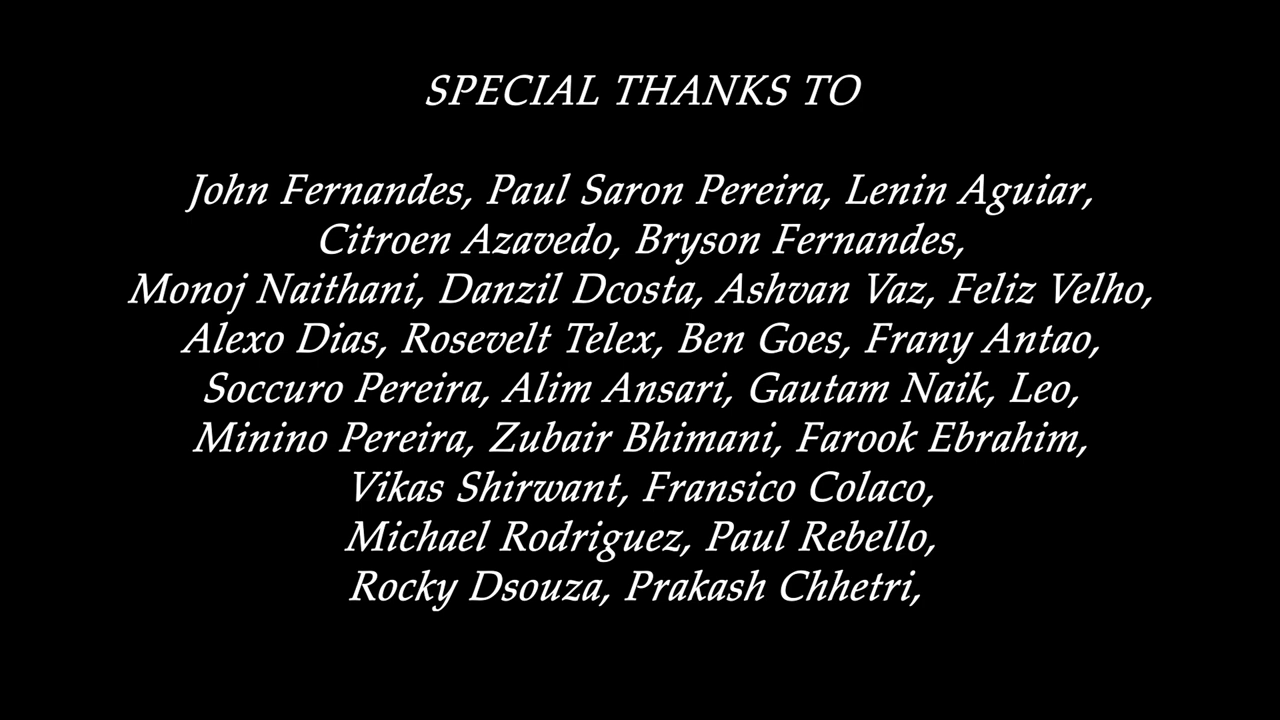 SPECIAL THANKS TO
John Fernandes, Paul Saron Pereira, Lenin Aguiar,
Citroen Azavedo, Bryson Fernandes,
Monoj Naithani, Danzil Dcosta, Ashvan Vaz, Feliz Velho,
Alexo Dias, Rosevelt Telex, Ben Goes, Frany Antao,
Soccuro Pereira, Alim Ansari, Gautam Naik, Leo,
Minino Pereira, Zubair Bhimani, Farook Ebrahim,
Vikas Shirwant, Fransico Colaco,
Michael Rodriguez, Paul Rebello,
Rocky Dsouza, Prakash Chhetri,